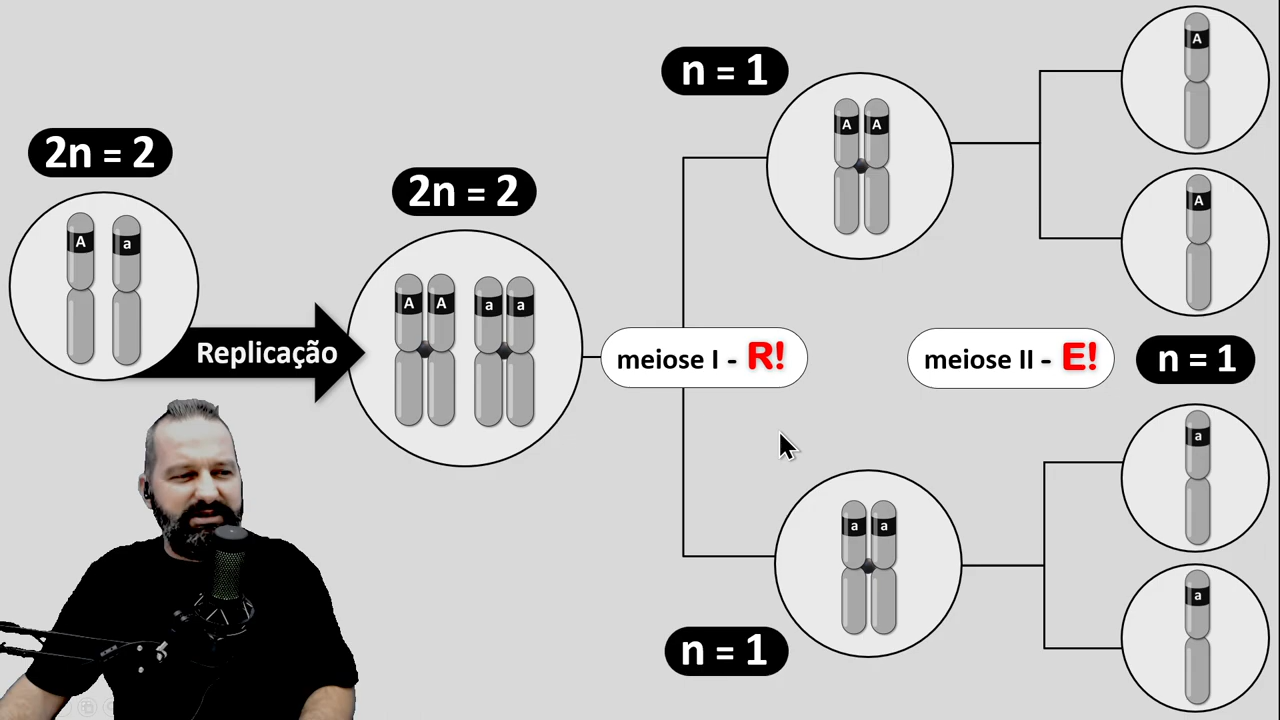 2n = 2
A a
Replicação
2n = 2
A A a a
meiose I - R!
n = 1
A A
n = 1
a a
meiose II - E!
n = 1
A
A
a
a